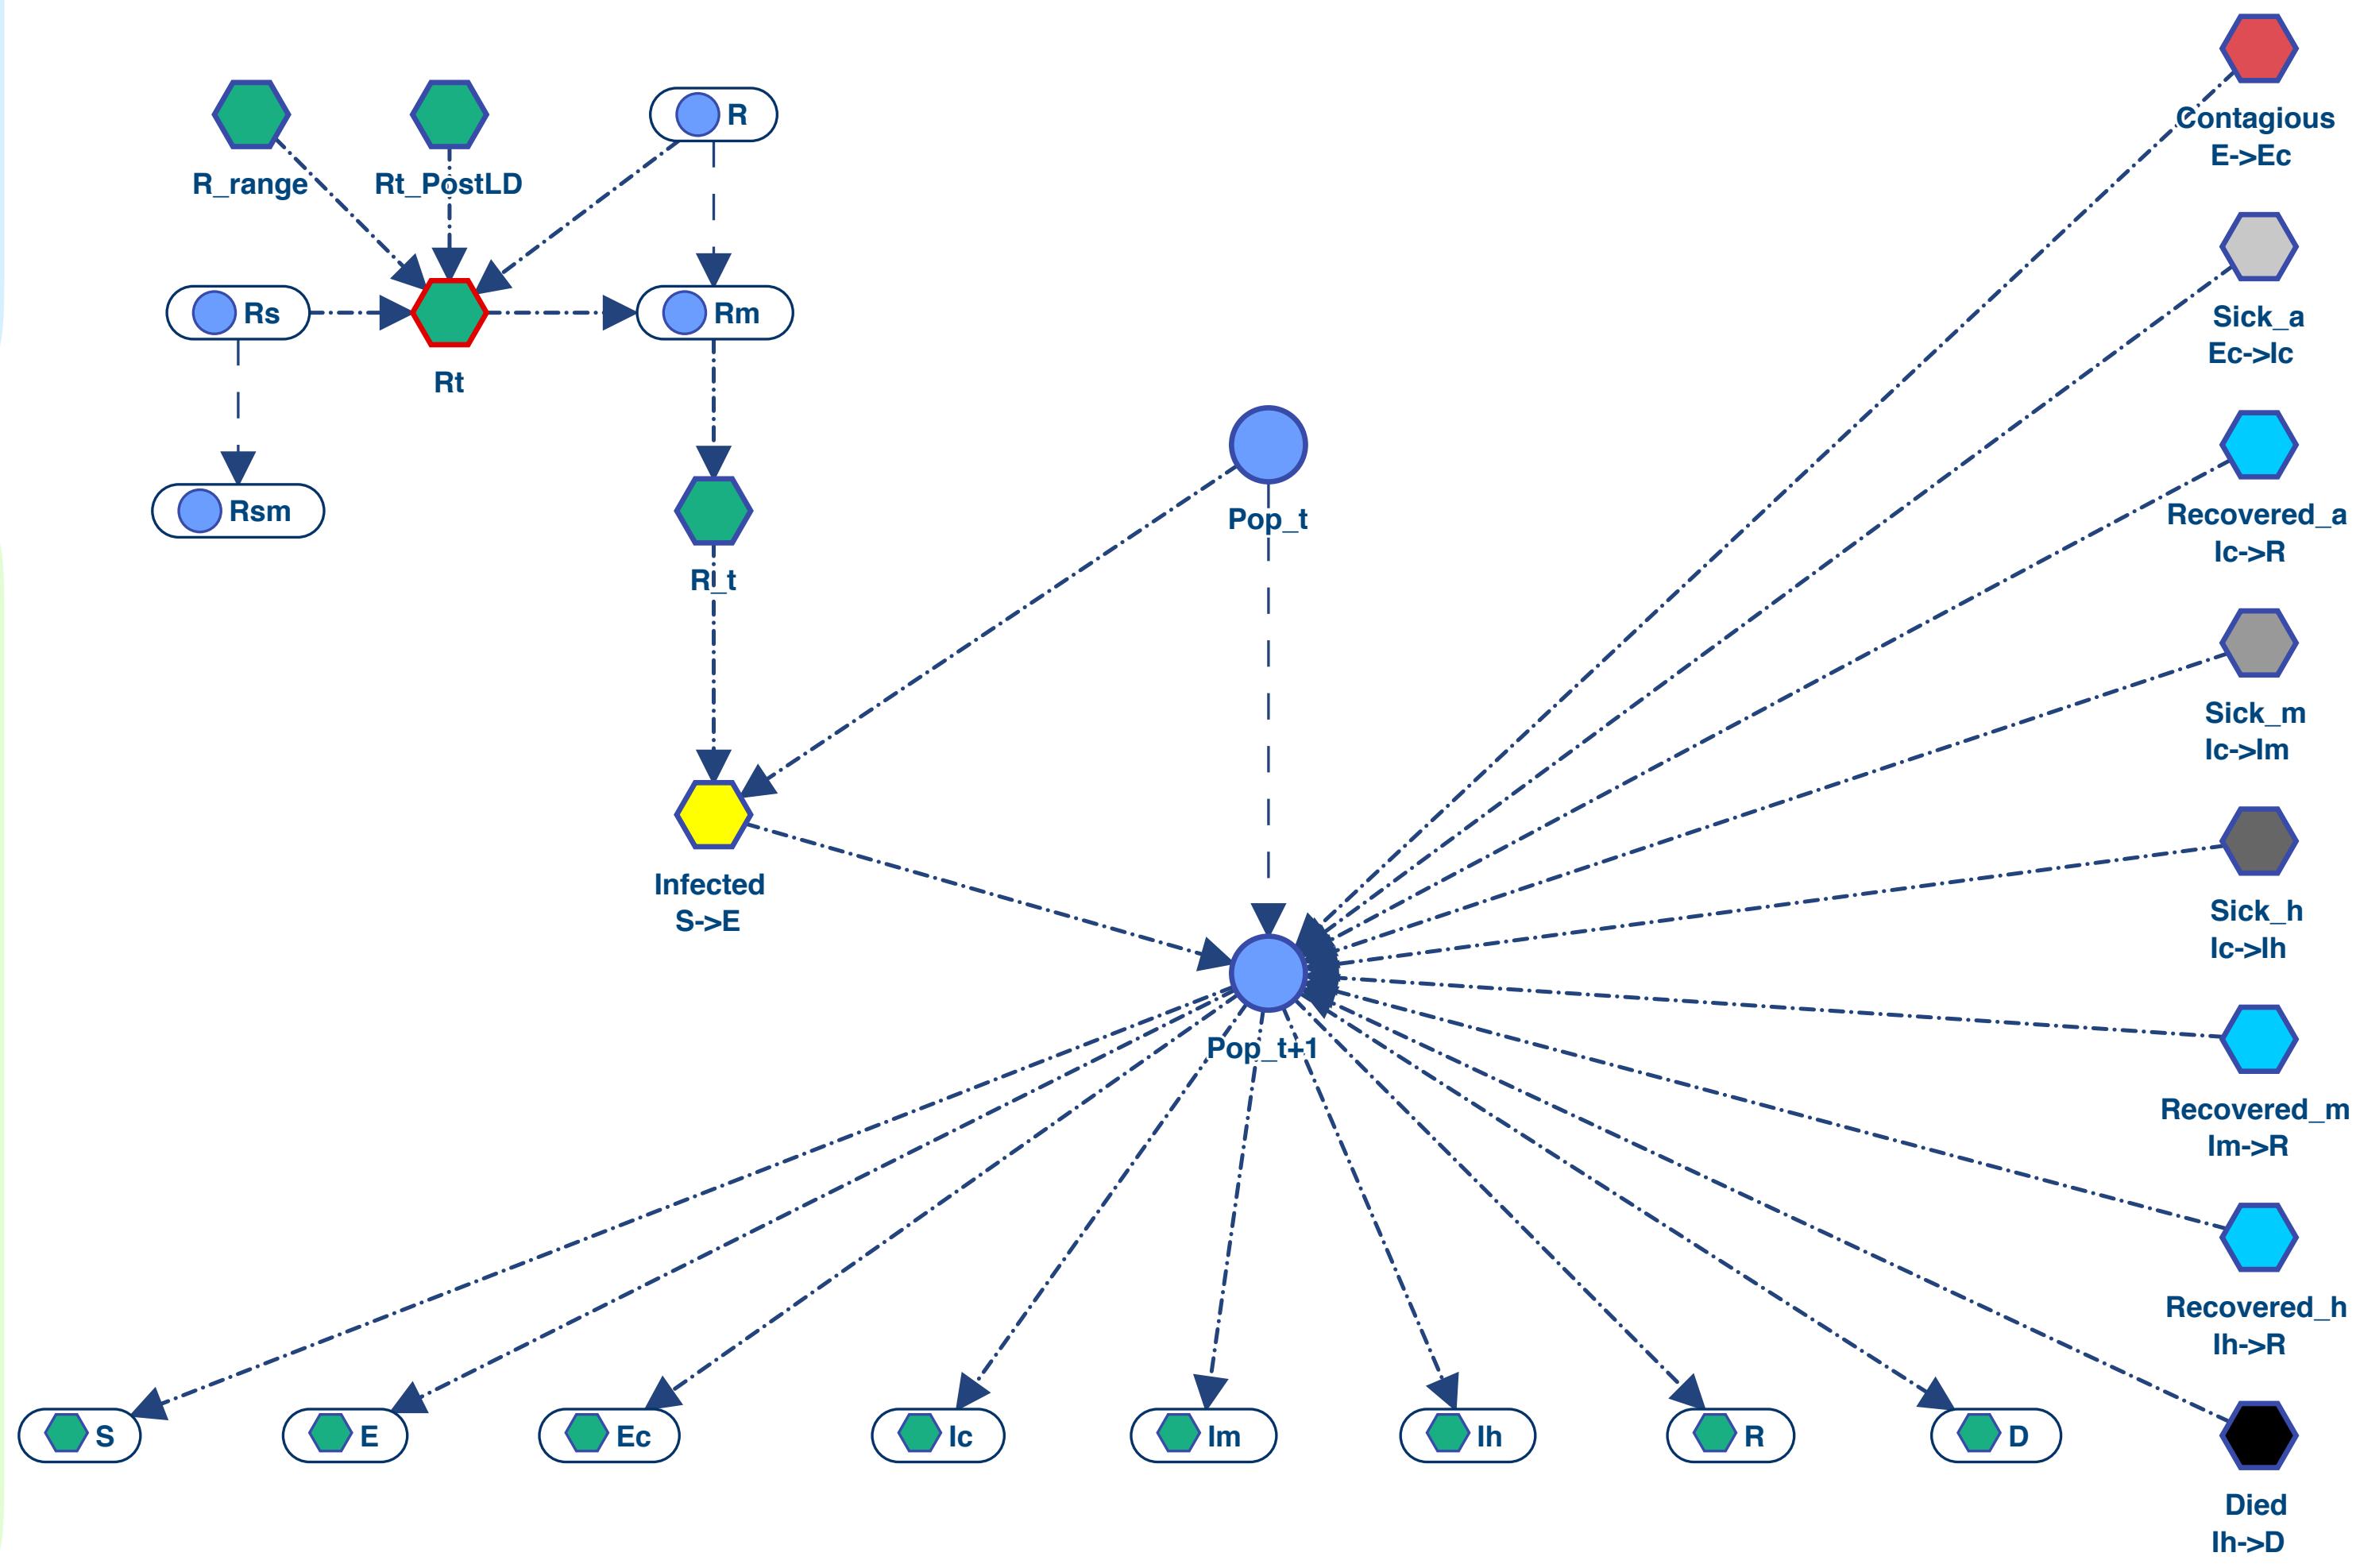 Contagious
E->Ec
R_range
Rt_PostLD
R
Sick_a
Ec->Ic
Rs
Rt
Rm
Recovered_a
Ic->R
Rsm
Pop_t
R_t
Sick_m
Ic->Im
Infected
S->E
Sick_h
Ic->Ih
Pop_t+1
Recovered_m
Im->R
Recovered_h
Ih->R
S
E
Ec
Ic
Im
Ih
R
D
Died
Ih->D